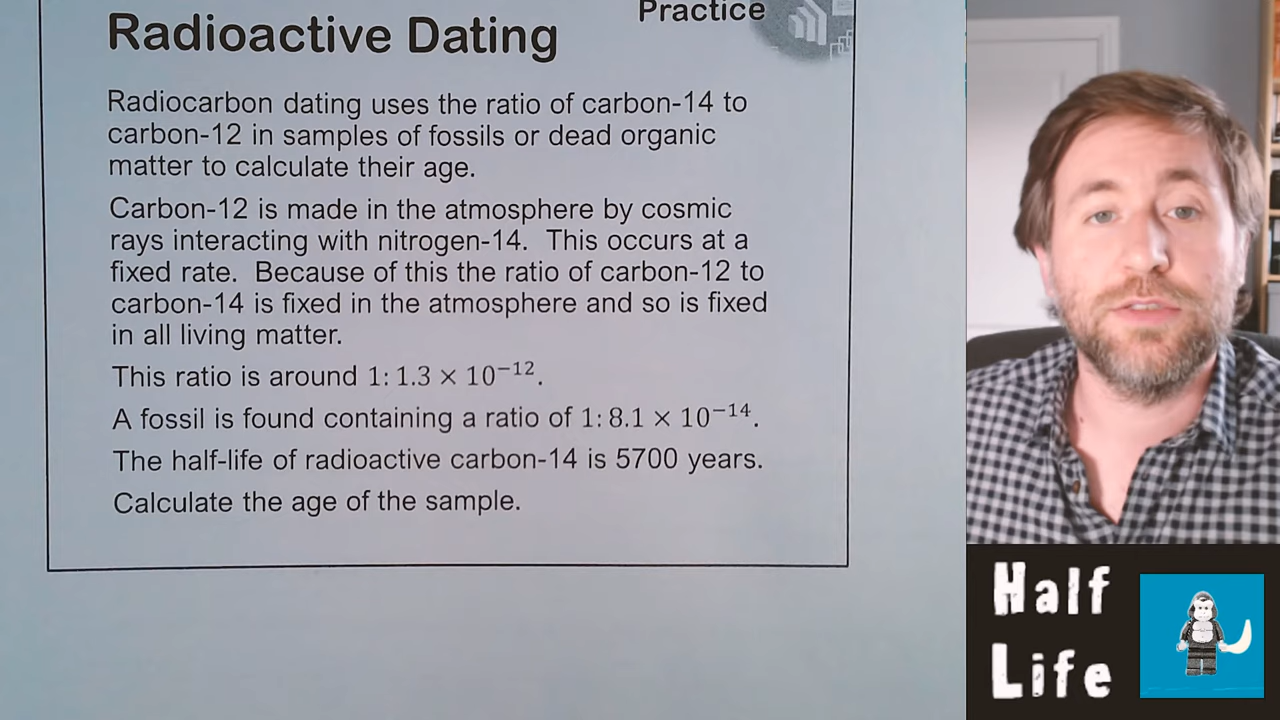 Practice
Radioactive Dating
Radiocarbon dating uses the ratio of carbon-14 to
carbon-12 in samples of fossils or dead organic
matter to calculate their age.
Carbon-12 is made in the atmosphere by cosmic
rays interacting with nitrogen-14. This occurs at a
fixed rate. Because of this the ratio of carbon-12 to
carbon-14 is fixed in the atmosphere and so is fixed
in all living matter.
This ratio is around 1: 1.3 × 10⁻¹².
A fossil is found containing a ratio of 1: 8.1 × 10⁻¹⁴.
The half-life of radioactive carbon-14 is 5700 years.
Calculate the age of the sample.
Half
Life